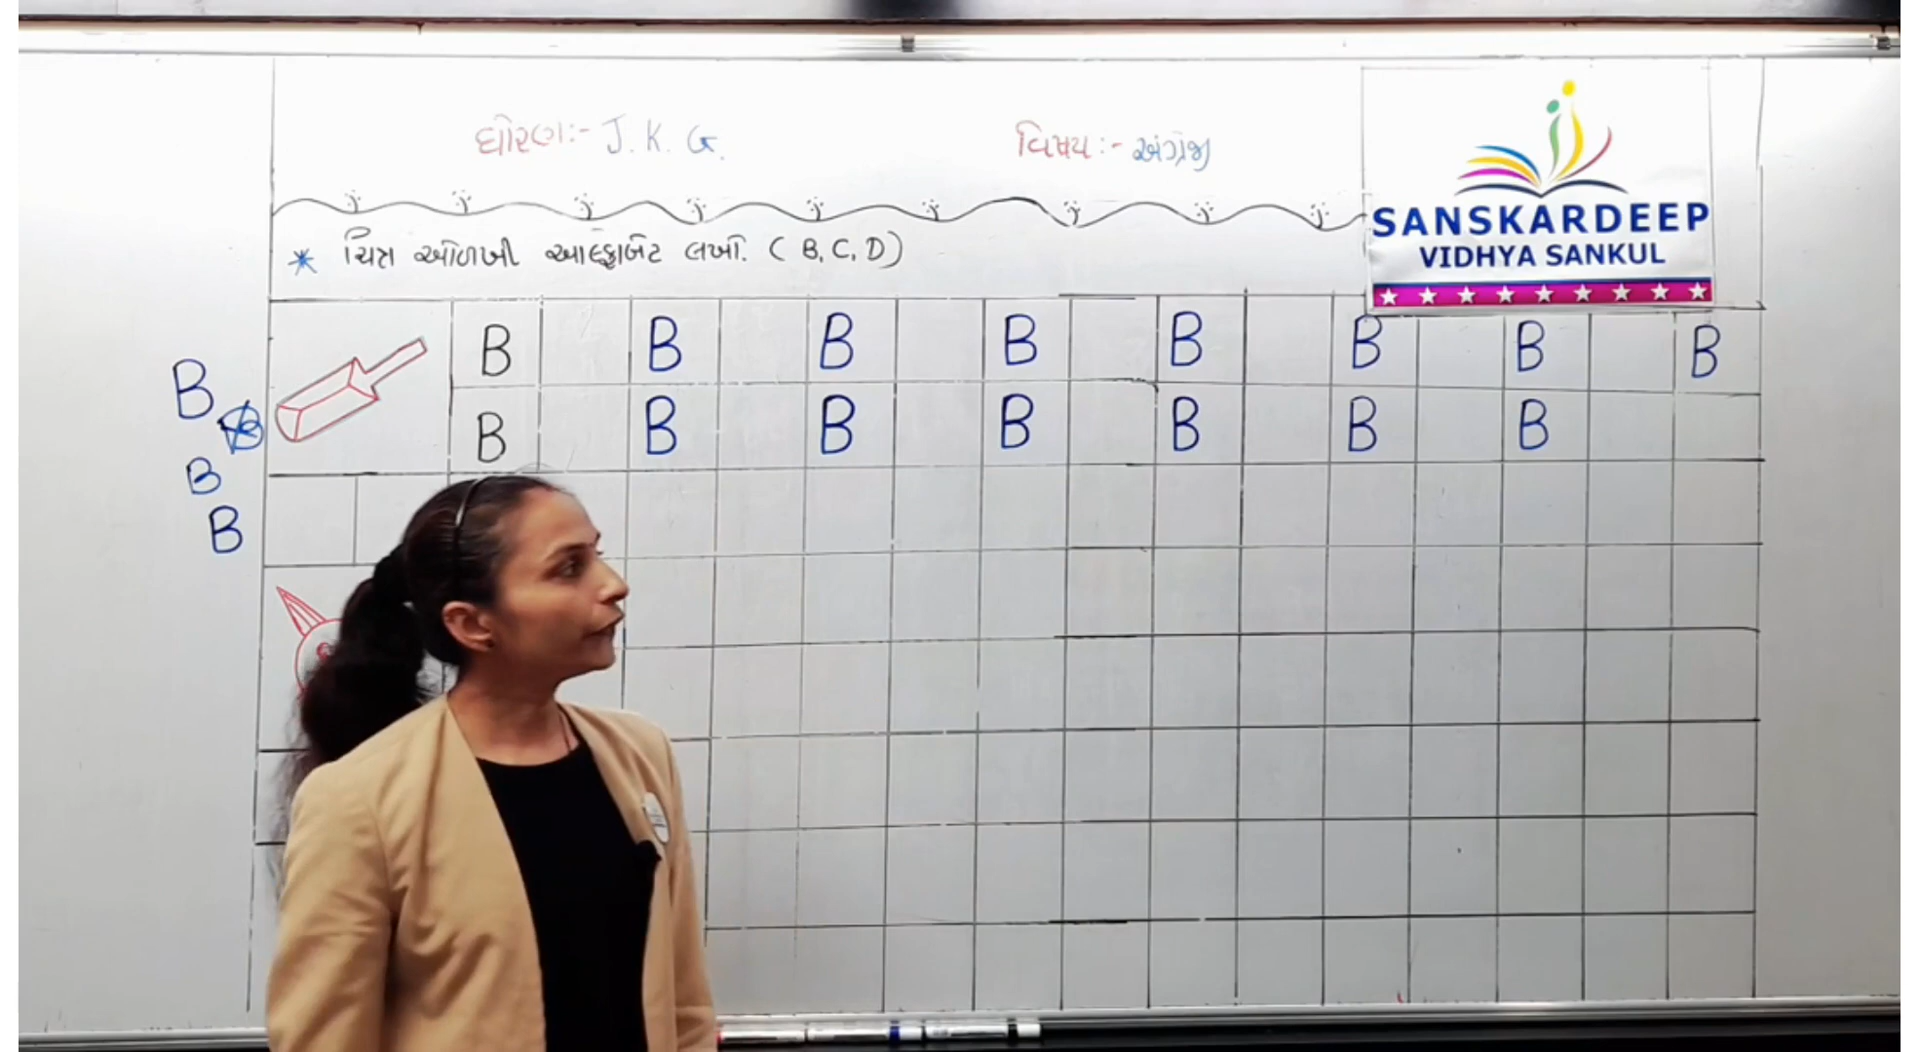 ધોરણ:- J. K. G.
વિષય:- અંગ્રેજી
SANSKARDEEP
VIDHYA SANKUL
* ચિત્ર ઓળખી આલ્ફાબેટ લખો. ( B, C, D )
B B B B B B B B
B B B B B B B
B
B
B